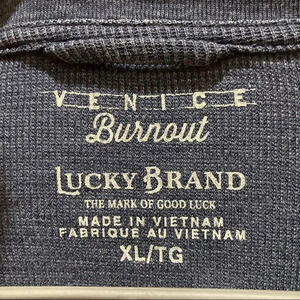 VENICE
Burnout
LUCKY BRAND
THE MARK OF GOOD LUCK
MADE IN VIETNAM
FABRIQUE AU VIETNAM
XL/TG